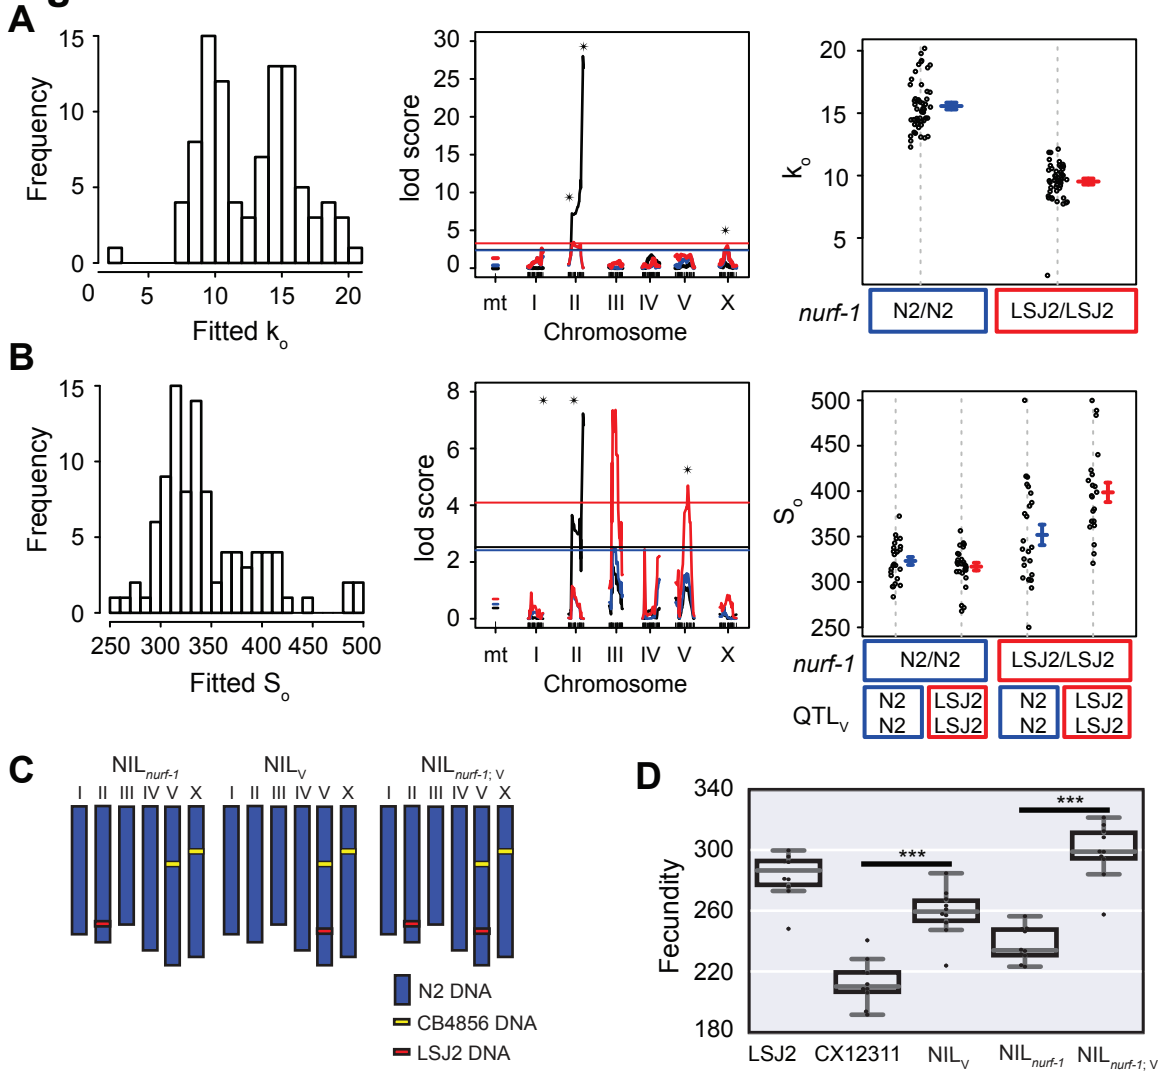 A
15
10
5
0
Frequency
0 5 10 15 20
Fitted ko
30
25
20
15
10
5
0
lod score
* * *
mt I II III IV V X
Chromosome
20
15
10
5
ko
nurf-1 N2/N2 LSJ2/LSJ2
B
15
10
5
0
Frequency
250 300 350 400 450 500
Fitted So
8
6
4
2
0
lod score
* * *
mt I II III IV V X
Chromosome
500
450
400
350
300
250
So
nurf-1 N2/N2 LSJ2/LSJ2
QTLV N2 LSJ2 N2 LSJ2
N2 LSJ2 N2 LSJ2
C
NILnurf-1 NILV NILnurf-1; V
I II III IV V X I II III IV V X I II III IV V X
N2 DNA
CB4856 DNA
LSJ2 DNA
D
340
300
260
220
180
Fecundity
*** ***
LSJ2 CX12311 NILV NILnurf-1 NILnurf-1; V